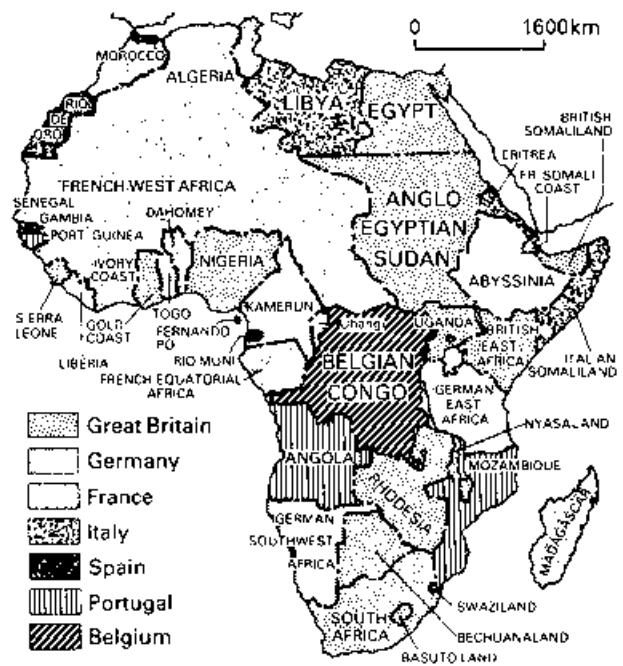 0 1600km
MOROCCO
ALGERIA
LIBYA
EGYPT
BRITISH
SOMALILAND
RIO
DE
ORO
ERITREA
FR SOMALI
COAST
FRENCH WEST AFRICA
ANGLO
EGYPTIAN
SUDAN
SENEGAL
GAMBIA
PORT GUINEA
DAHOMEY
IVORY
COAST
NIGERIA
ABYSSINIA
SIERRA
LEONE
GOLD
COAST
TOGO
FERNANDO
PO
KAMERUN
UGANDA
BRITISH
EAST
AFRICA
LIBERIA
RIO MUNI
FRENCH EQUATORIAL
AFRICA
BELGIAN
CONGO
ITALIAN
SOMALILAND
GERMAN
EAST
AFRICA
NYASALAND
ANGOLA
MOZAMBIQUE
RHODESIA
GERMAN
SOUTHWEST
AFRICA
MADAGASCAR
SWAZILAND
SOUTH
AFRICA
BECHUANALAND
BASUTO LAND
Great Britain
Germany
France
Italy
Spain
Portugal
Belgium